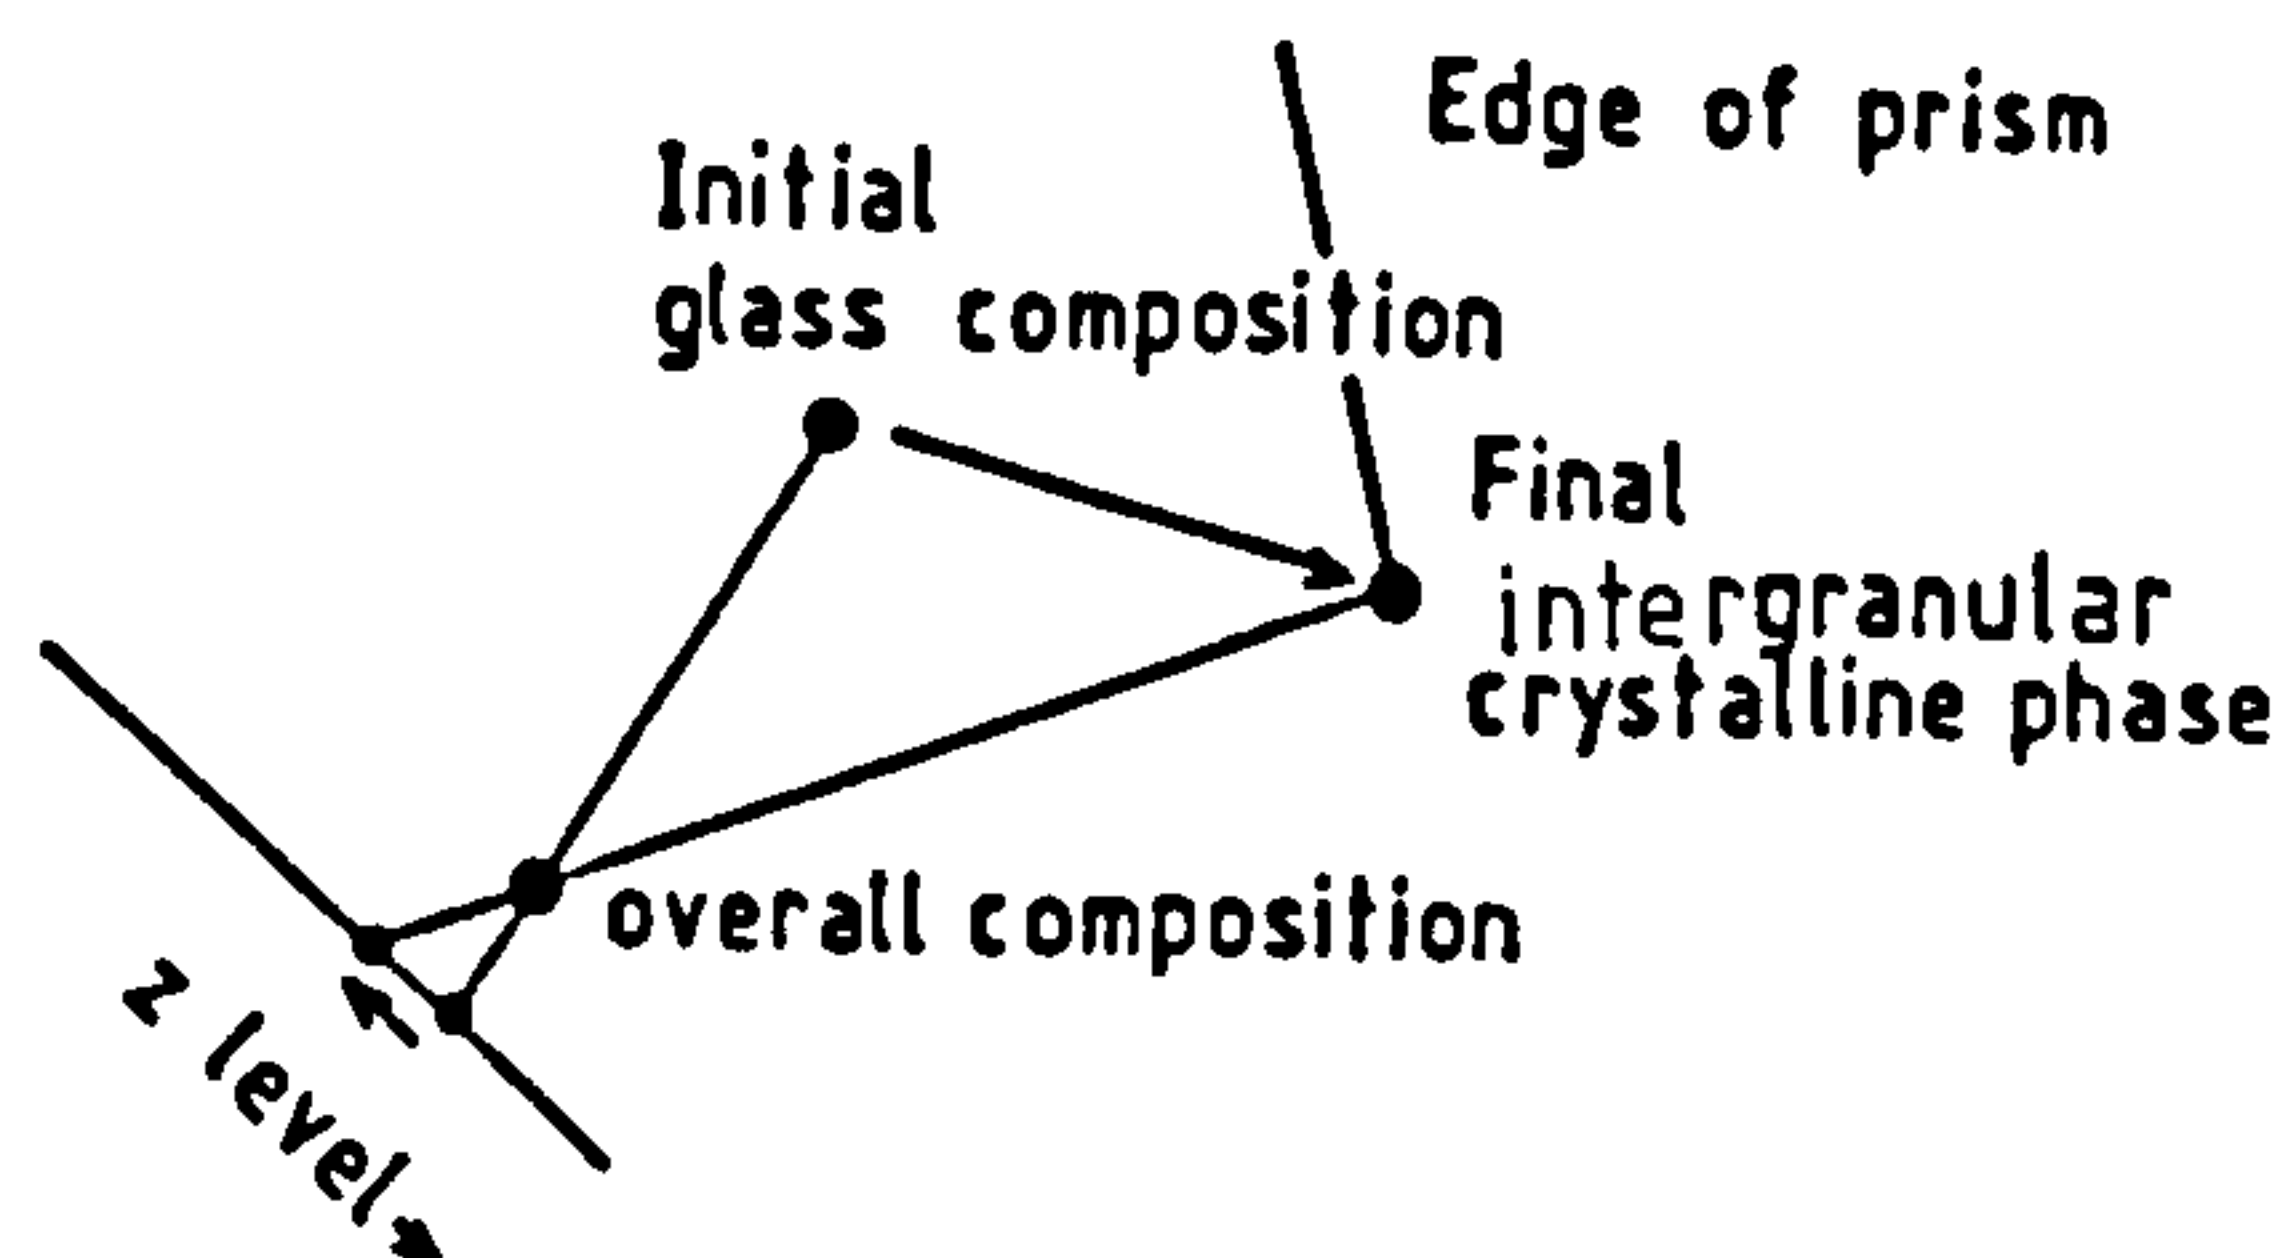 Edge of prism
Initial
glass composition
Final
intergranular
crystalline phase
overall composition
z level